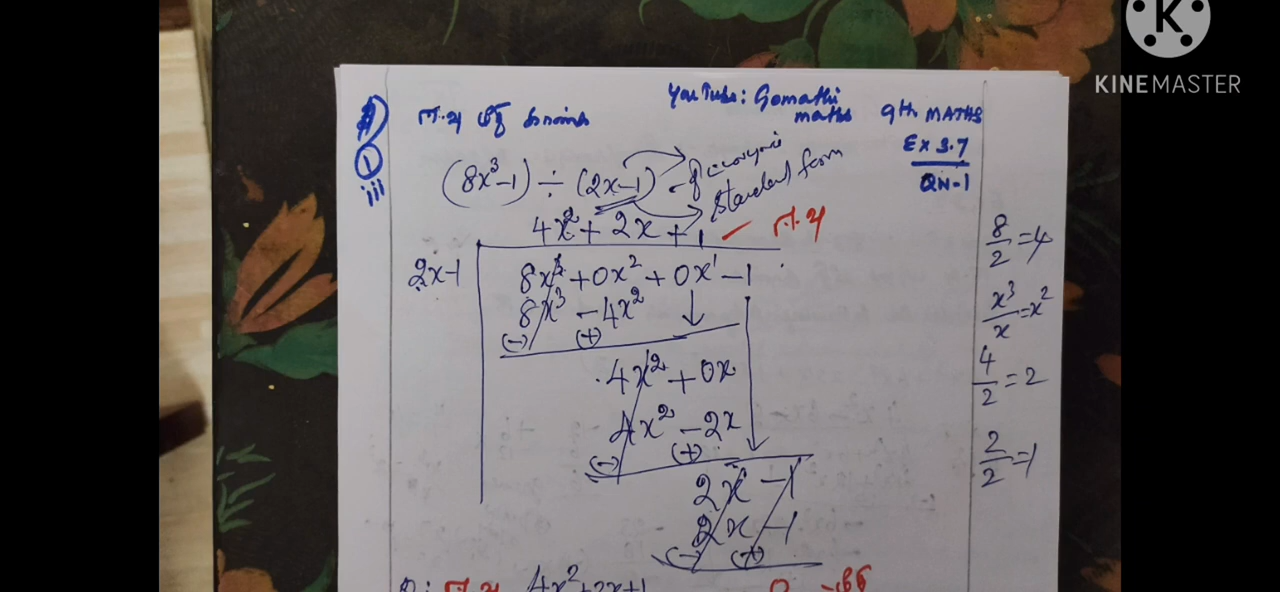 K
KINEMASTER
YouTube: Gomathi
maths
9th MATHS
Ex 3.7
QN-1
①
iii
(8x³-1) ÷ (2x-1)
standard form
4x² + 2x + 1
2x-1
8x³ + 0x² + 0x¹ - 1
8x³ - 4x²
(-) (+)
4x² + 0x
4x² - 2x
(-) (+)
2x - 1
2x - 1
(-) (+)
4x²+2x+1
8/2 = 4
x³/x = x²
4/2 = 2
2/2 = 1